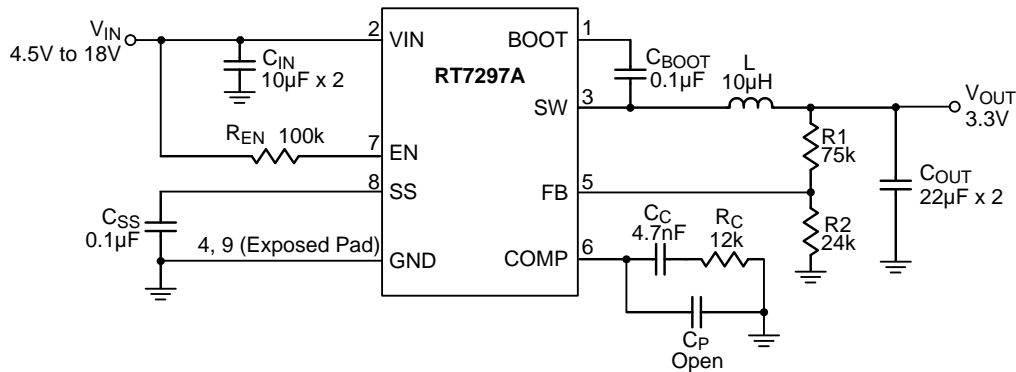 VIN
4.5V to 18V
CIN
10µF x 2
REN 100k
CSS
0.1µF
4, 9 (Exposed Pad)
2
7
8
VIN
EN
SS
GND
RT7297A
BOOT
SW
FB
COMP
1
3
5
6
CBOOT
0.1µF
L
10µH
VOUT
3.3V
R1
75k
COUT
22µF x 2
R2
24k
CC
4.7nF
RC
12k
CP
Open